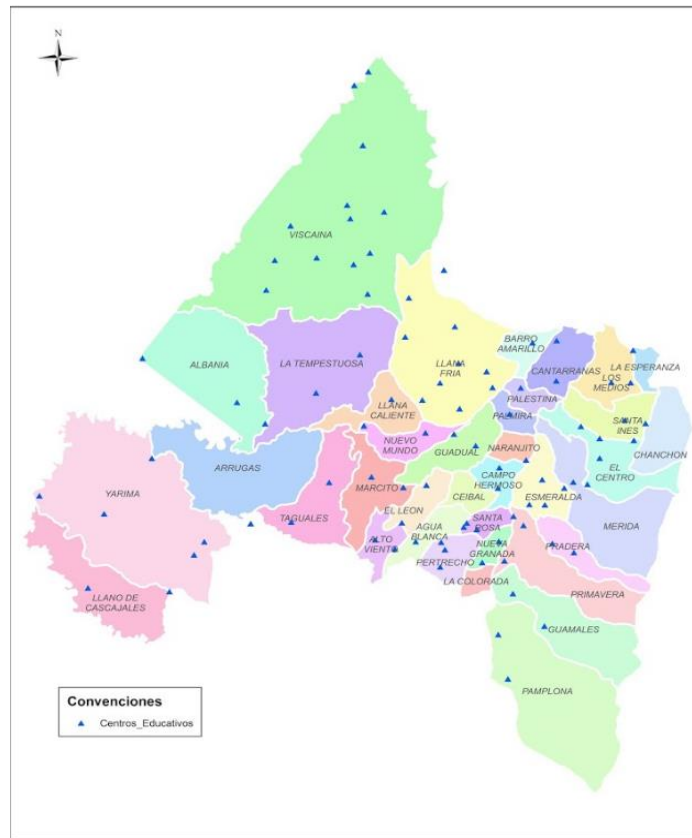 N
VISCAINA
ALBANIA
LA TEMPESTUOSA
LLANA
FRIA
BARRO
AMARILLO
CANTARRANAS
LOS
MEDIOS
LA ESPERANZA
PALESTINA
LLANA
CALIENTE
PALMIRA
SANTA
INES
NUEVO
MUNDO
GUADUAL
NARANJITO
CHANCHON
EL
CENTRO
ARRUGAS
YARIMA
MARCITO
CAMPO
HERMOSO
CEIBAL
ESMERALDA
MERIDA
EL LEON
TAGUALES
SANTA
ROSA
AGUA
BLANCA
ALTO
VIENTO
NUEVA
GRANADA
PRADERA
PERTRECHO
LA COLORADA
PRIMAVERA
LLANO DE
CASCAJALES
GUAMALES
PAMPLONA
Convenciones
Centros_Educativos